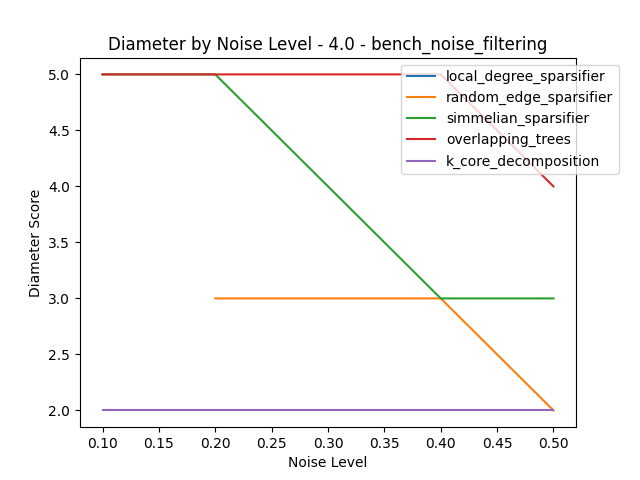 Diameter by Noise Level - 4.0 - bench_noise_filtering
local_degree_sparsifier
random_edge_sparsifier
simmelian_sparsifier
overlapping_trees
k_core_decomposition
Diameter Score
5.0
4.5
4.0
3.5
3.0
2.5
2.0
0.10 0.15 0.20 0.25 0.30 0.35 0.40 0.45 0.50
Noise Level